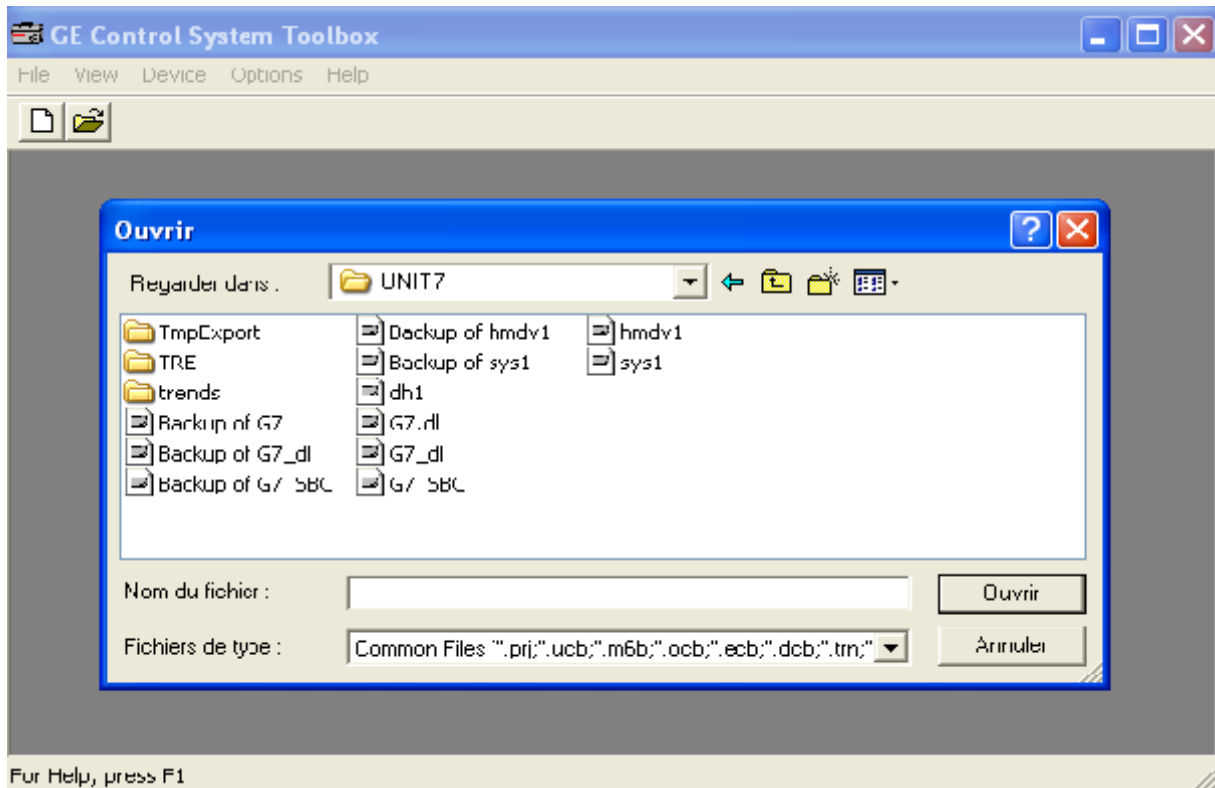 GE Control System Toolbox
File View Device Options Help
Ouvrir
Regarder dans :
UNIT7
TmpExport
TRE
trends
Backup of G7
Backup of G7_dl
Backup of G7_SBC
Backup of hmdv1
Backup of sys1
dh1
G7.dl
G7_dl
G7_SBC
hmdv1
sys1
Nom du fichier :
Ouvrir
Fichiers de type :
Common Files ".prj;".ucb;".m6b;".ocb;".ecb;".dcb;".trn;"
Annuler
For Help, press F1